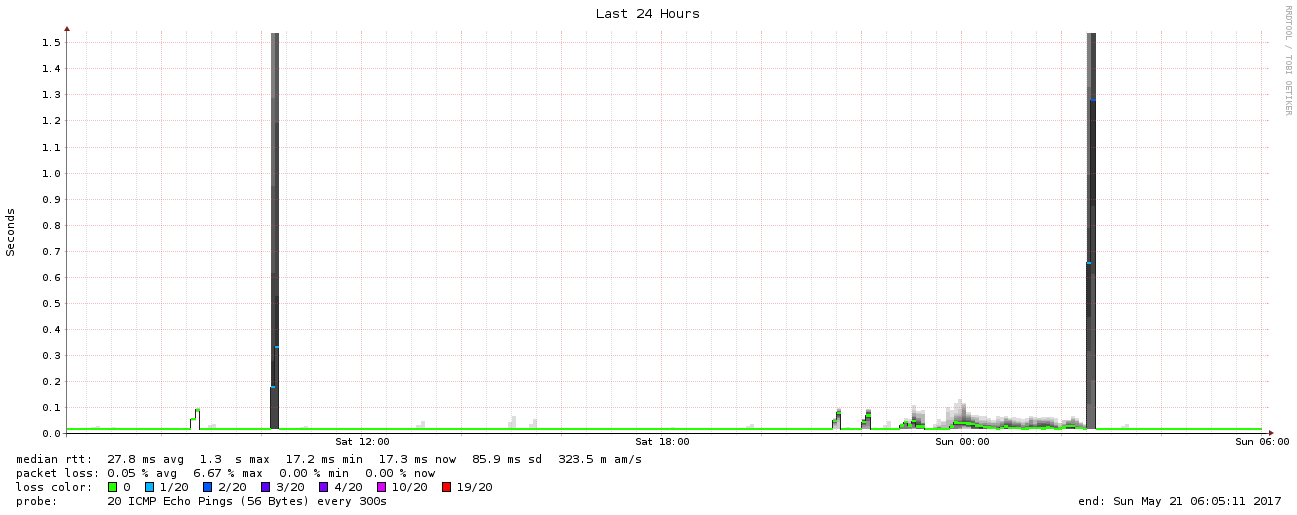 Last 24 Hours
RRDTOOL / TOBI OETIKER
Seconds
1.5
1.4
1.3
1.2
1.1
1.0
0.9
0.8
0.7
0.6
0.5
0.4
0.3
0.2
0.1
0.0
Sat 12:00 Sat 18:00 Sun 00:00 Sun 06:00
median rtt: 27.8 ms avg 1.3 s max 17.2 ms min 17.3 ms now 85.9 ms sd 323.5 m am/s
packet loss: 0.05 % avg 6.67 % max 0.00 % min 0.00 % now
loss color: 0 1/20 2/20 3/20 4/20 10/20 19/20
probe: 20 ICMP Echo Pings (56 Bytes) every 300s end: Sun May 21 06:05:11 2017